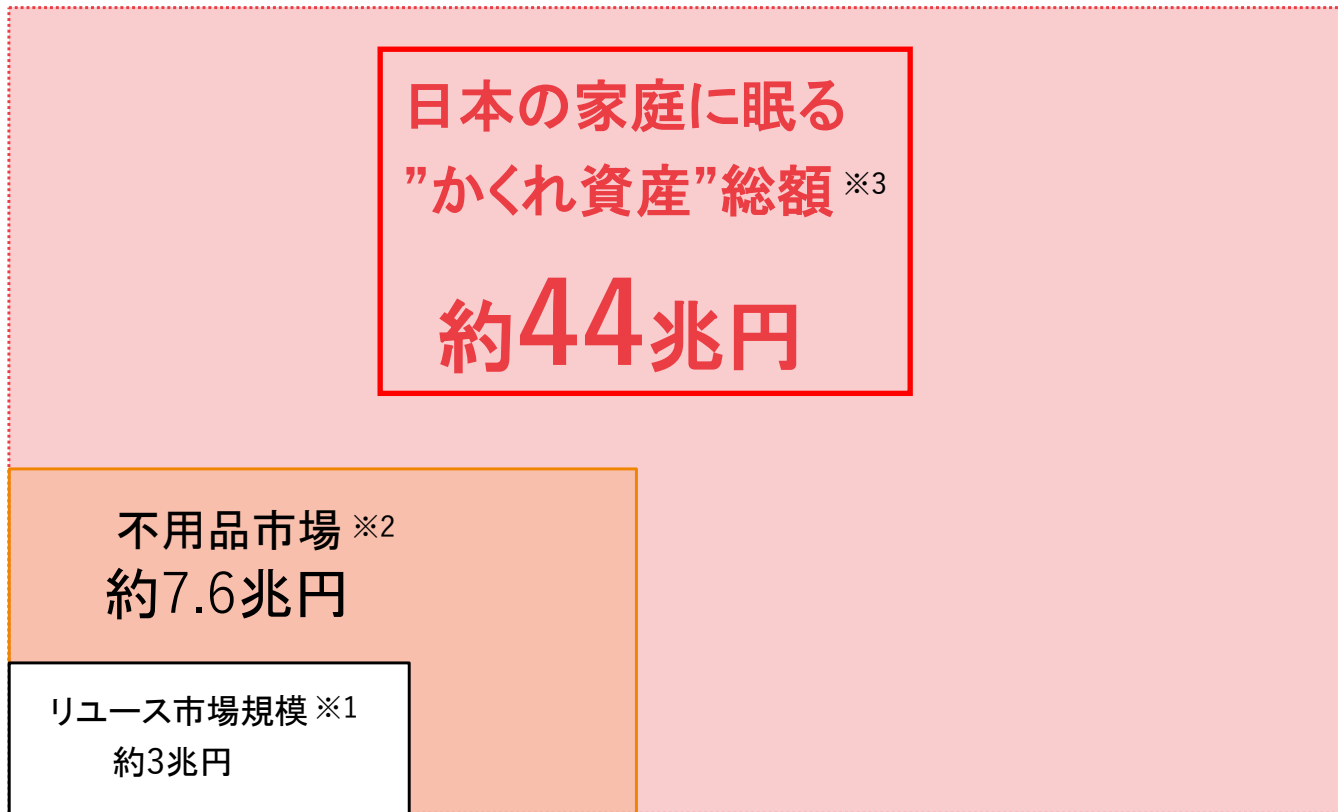 日本の家庭に眠る
”かくれ資産”総額 ※3
約44兆円
不用品市場 ※2
約7.6兆円
リユース市場規模 ※1
約3兆円